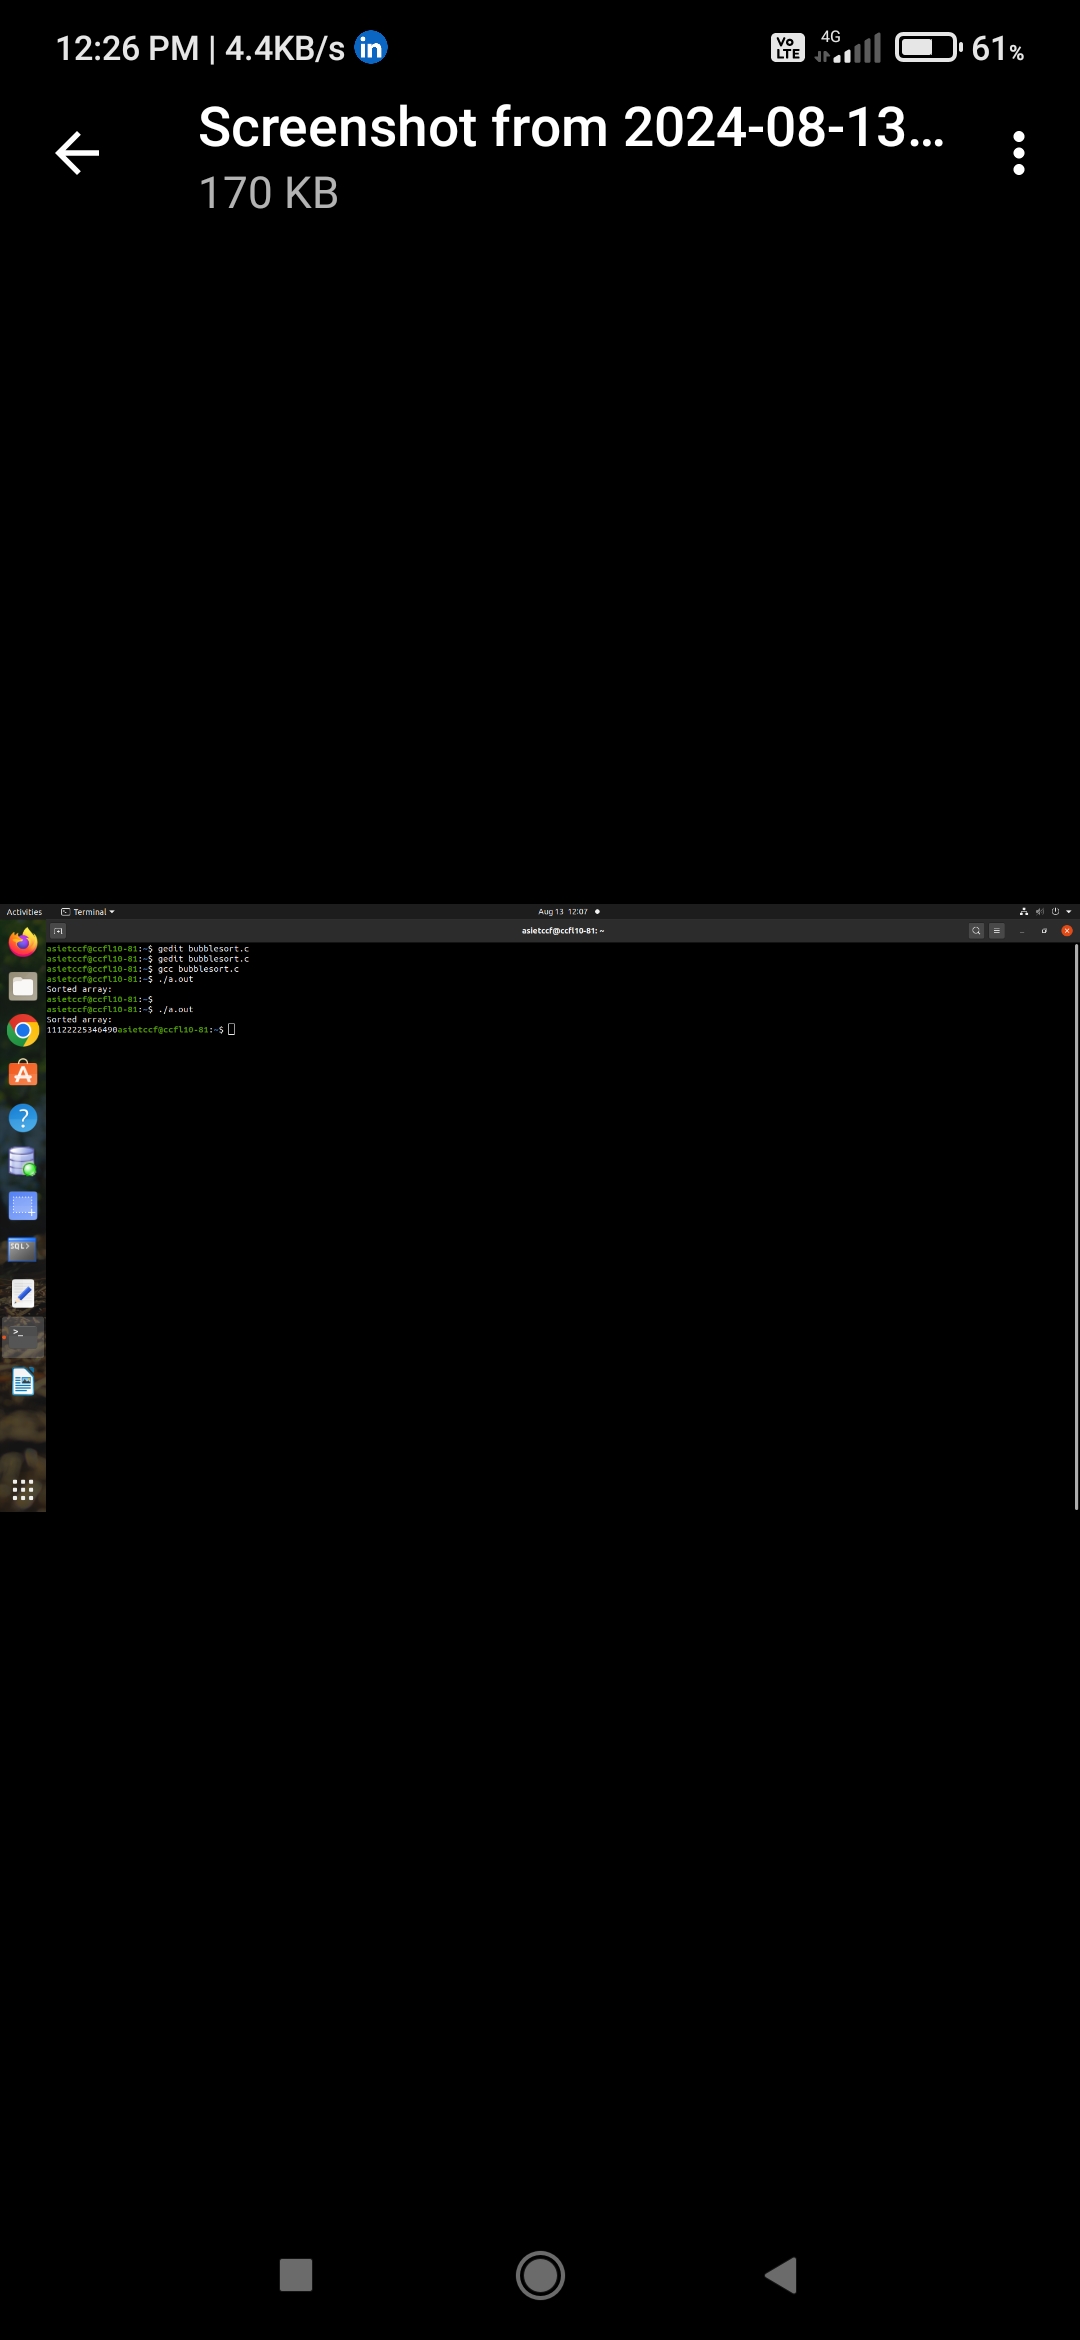 12:26 PM | 4.4KB/s in
Vo LTE 4G 61%
Screenshot from 2024-08-13...
170 KB
Activities Terminal Aug 13 12:07
asietccf@ccfl10-81: ~
asietccf@ccfl10-81:~$ gedit bubblesort.c
asietccf@ccfl10-81:~$ gedit bubblesort.c
asietccf@ccfl10-81:~$ gcc bubblesort.c
asietccf@ccfl10-81:~$ ./a.out
Sorted array:
asietccf@ccfl10-81:~$
asietccf@ccfl10-81:~$ ./a.out
Sorted array:
11122225346490asietccf@ccfl10-81:~$
SQL>
>_